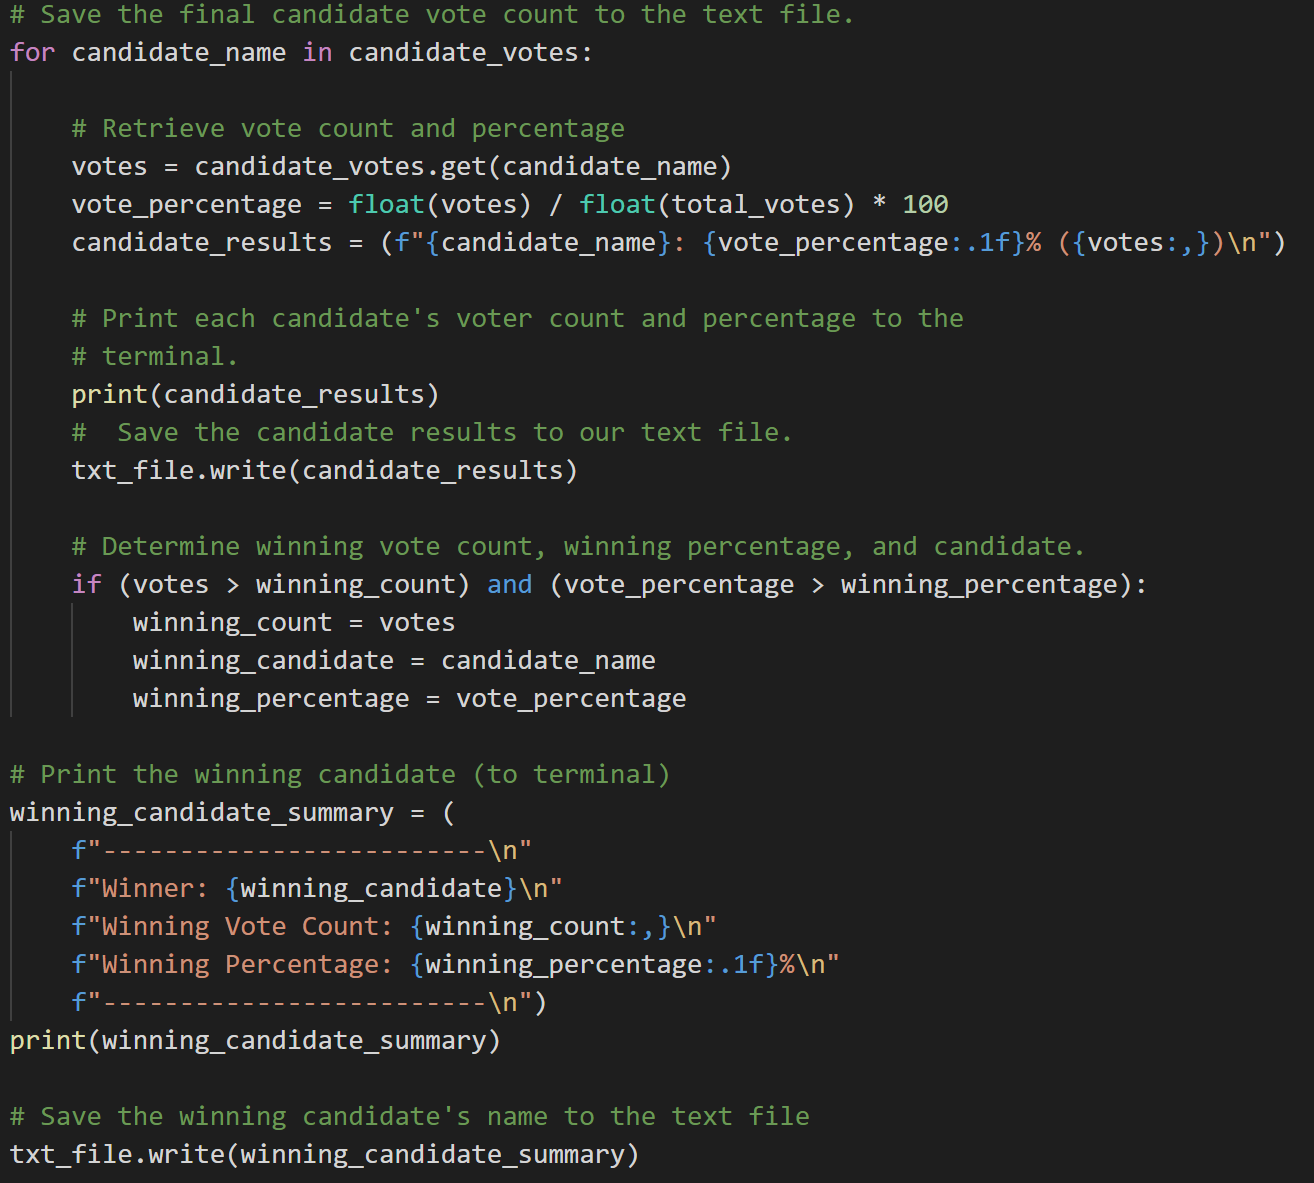 # Save the final candidate vote count to the text file.
for candidate_name in candidate_votes:
    # Retrieve vote count and percentage
    votes = candidate_votes.get(candidate_name)
    vote_percentage = float(votes) / float(total_votes) * 100
    candidate_results = (f"{candidate_name}: {vote_percentage:.1f}% ({votes:,})\n")
    # Print each candidate's voter count and percentage to the
    # terminal.
    print(candidate_results)
    #  Save the candidate results to our text file.
    txt_file.write(candidate_results)
    # Determine winning vote count, winning percentage, and candidate.
    if (votes > winning_count) and (vote_percentage > winning_percentage):
        winning_count = votes
        winning_candidate = candidate_name
        winning_percentage = vote_percentage
# Print the winning candidate (to terminal)
winning_candidate_summary = (
    f"-------------------------\n"
    f"Winner: {winning_candidate}\n"
    f"Winning Vote Count: {winning_count:,}\n"
    f"Winning Percentage: {winning_percentage:.1f}%\n"
    f"-------------------------\n")
print(winning_candidate_summary)
# Save the winning candidate's name to the text file
txt_file.write(winning_candidate_summary)